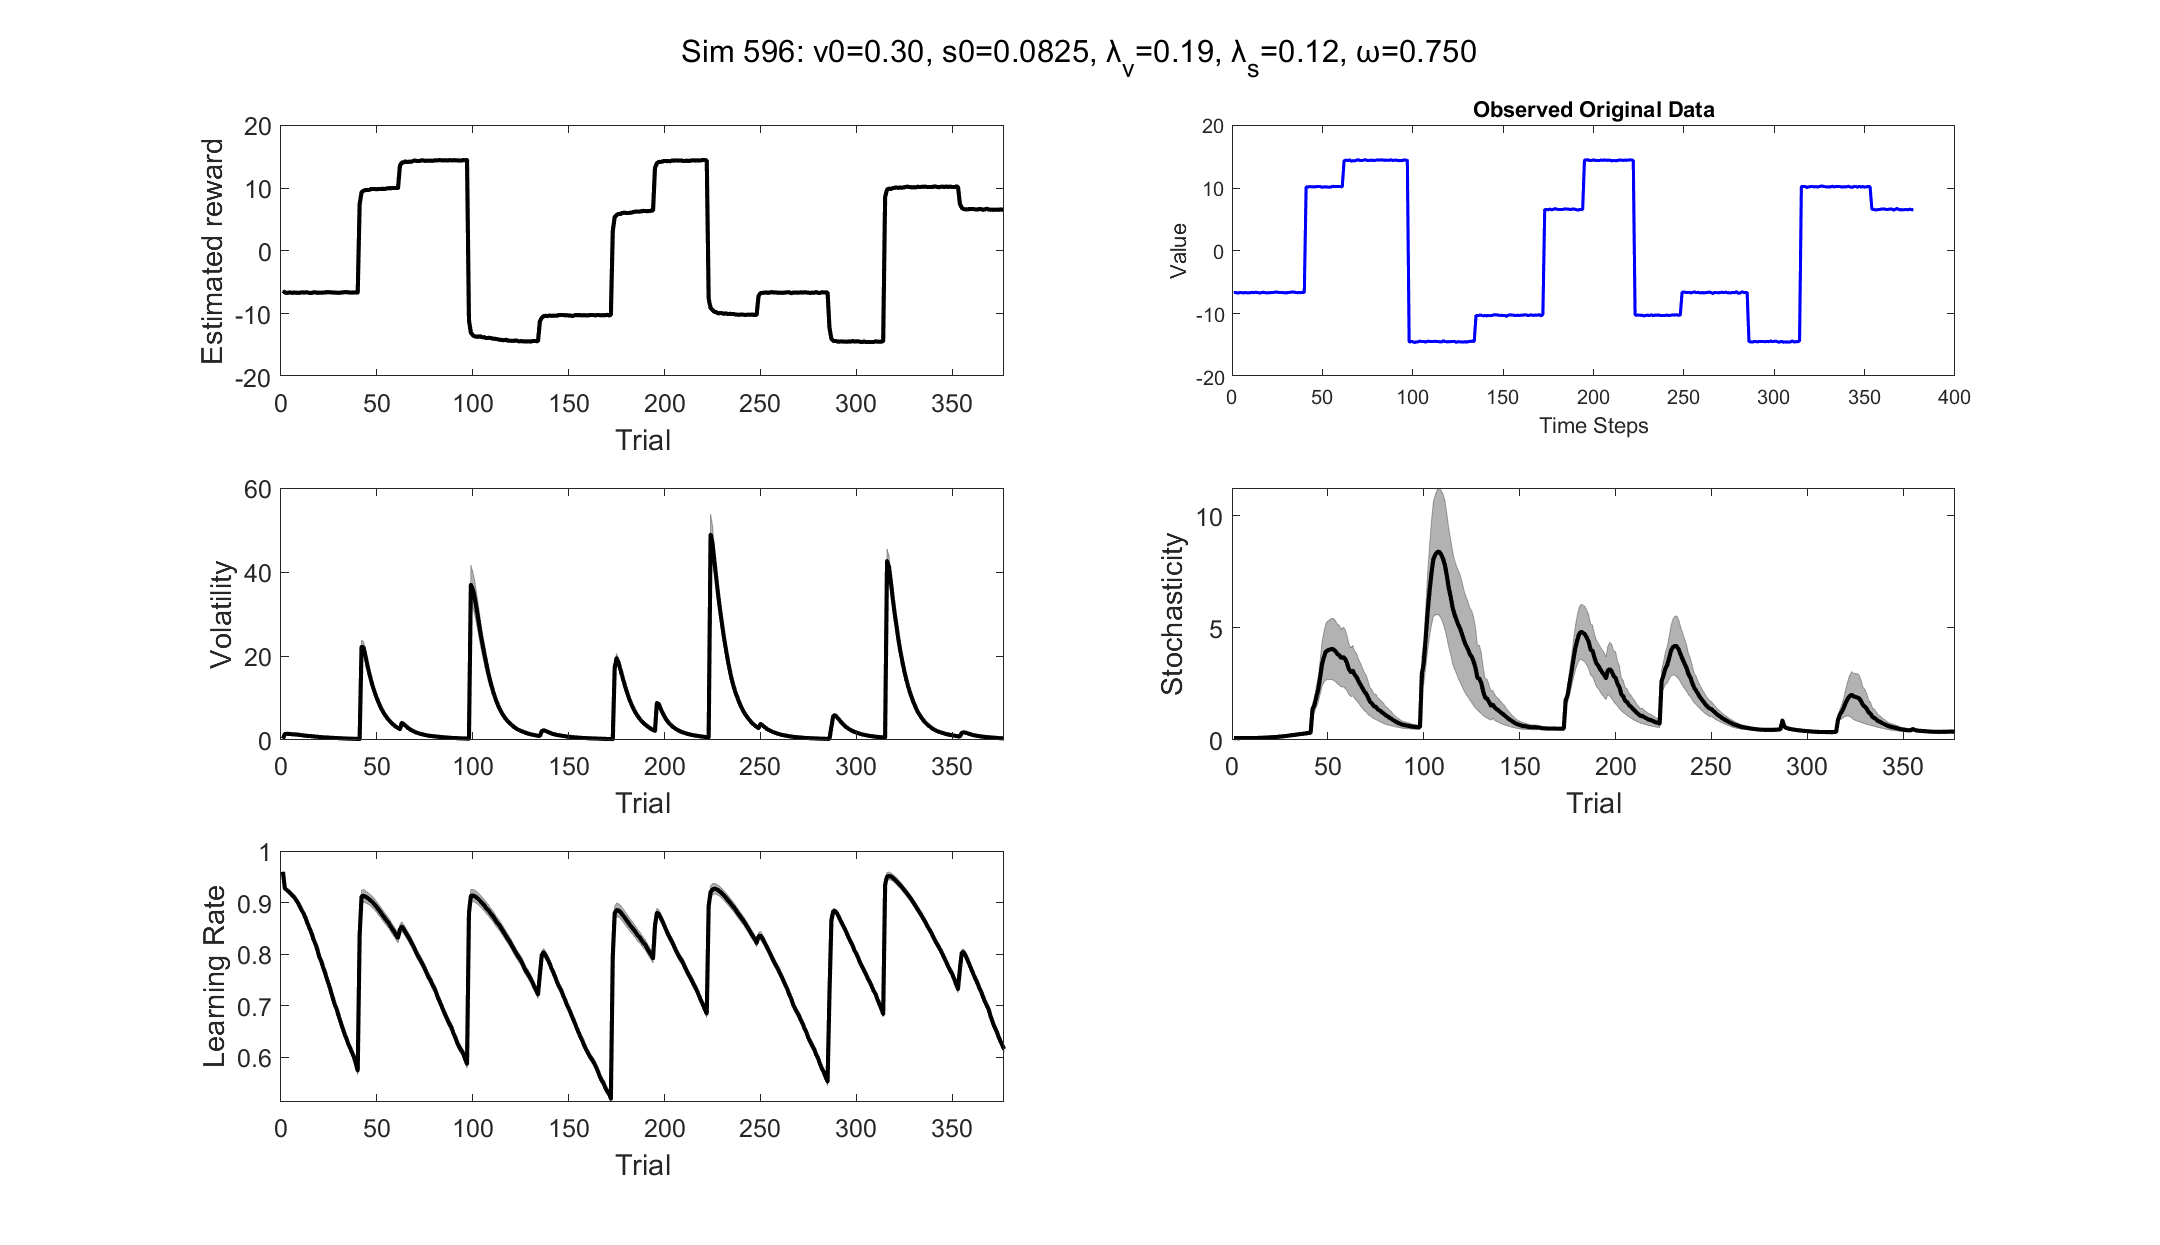 Sim 596: v0=0.30, s0=0.0825, λv=0.19, λs=0.12, ω=0.750
Estimated reward
20
10
0
-10
-20
0 50 100 150 200 250 300 350
Trial
Observed Original Data
Value
20
10
0
-10
-20
0 50 100 150 200 250 300 350 400
Time Steps
Volatility
60
40
20
0
0 50 100 150 200 250 300 350
Trial
Stochasticity
10
5
0
0 50 100 150 200 250 300 350
Trial
Learning Rate
1
0.9
0.8
0.7
0.6
0 50 100 150 200 250 300 350
Trial